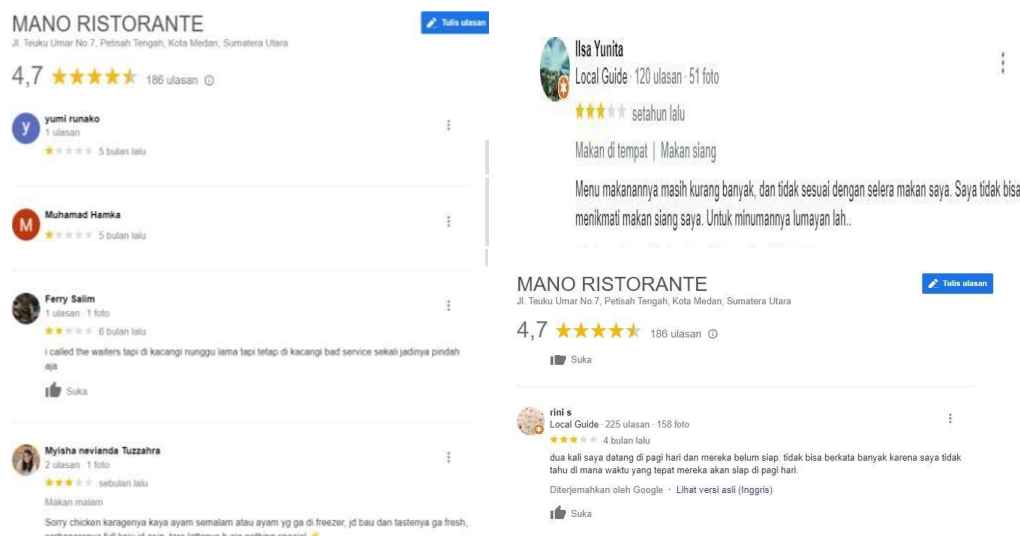 MANO RISTORANTE
Tulis ulasan
Jl. Teuku Umar No.7, Petisah Tengah, Kota Medan, Sumatera Utara
4,7 186 ulasan
y
yumi runako
1 ulasan
5 bulan lalu
M
Muhamad Hamka
5 bulan lalu
Ferry Salim
1 ulasan · 1 foto
6 bulan lalu
i called the waiters tapi di kacangi nunggu lama tapi tetap di kacangi bad service sekali jadinya pindah
aja
Suka
Myisha nevianda Tuzzahra
2 ulasan · 1 foto
sebulan lalu
Makan malam
Sorry chicken karagenya kaya ayam semalam atau ayam yg ga di freezer, jd bau dan tastenya ga fresh,
Ilsa Yunita
Local Guide · 120 ulasan · 51 foto
setahun lalu
Makan di tempat | Makan siang
Menu makanannya masih kurang banyak, dan tidak sesuai dengan selera makan saya. Saya tidak bisa
menikmati makan siang saya. Untuk minumannya lumayan lah..
MANO RISTORANTE
Tulis ulasan
Jl. Teuku Umar No.7, Petisah Tengah, Kota Medan, Sumatera Utara
4,7 186 ulasan
Suka
rini s
Local Guide · 225 ulasan · 158 foto
4 bulan lalu
dua kali saya datang di pagi hari dan mereka belum siap. tidak bisa berkata banyak karena saya tidak
tahu di mana waktu yang tepat mereka akan siap di pagi hari.
Diterjemahkan oleh Google · Lihat versi asli (Inggris)
Suka